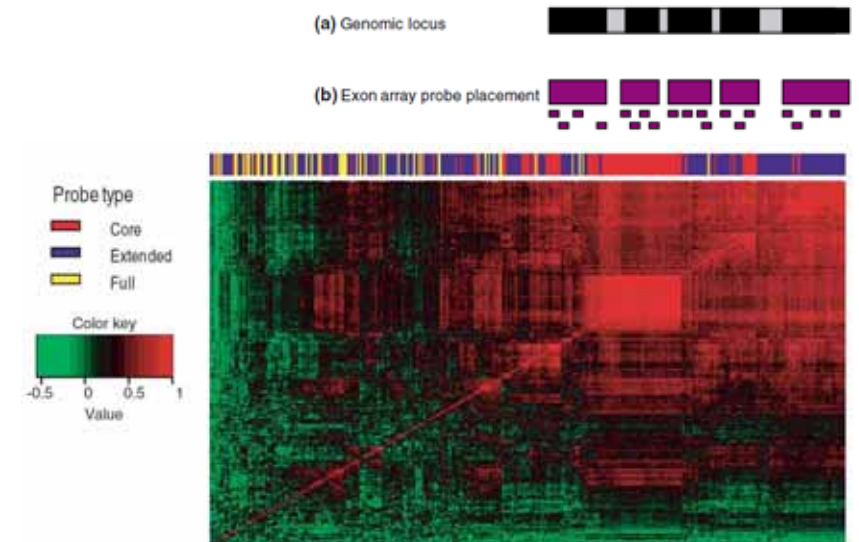 (a) Genomic locus
(b) Exon array probe placement
Probe type
Core
Extended
Full
Color key
-0.5 0 0.5 1
Value